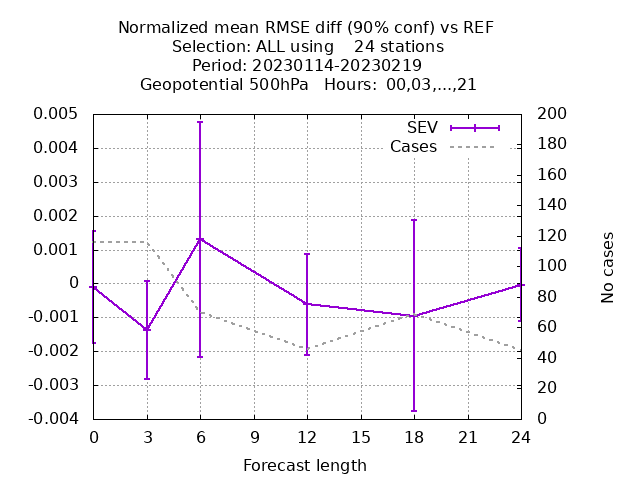 Normalized mean RMSE diff (90% conf) vs REF
Selection: ALL using    24 stations
Period: 20230114-20230219
Geopotential 500hPa   Hours:  00,03,...,21
SEV
Cases
0.005
0.004
0.003
0.002
0.001
0
-0.001
-0.002
-0.003
-0.004
200
180
160
140
120
100
80
60
40
20
0
No cases
0 3 6 9 12 15 18 21 24
Forecast length